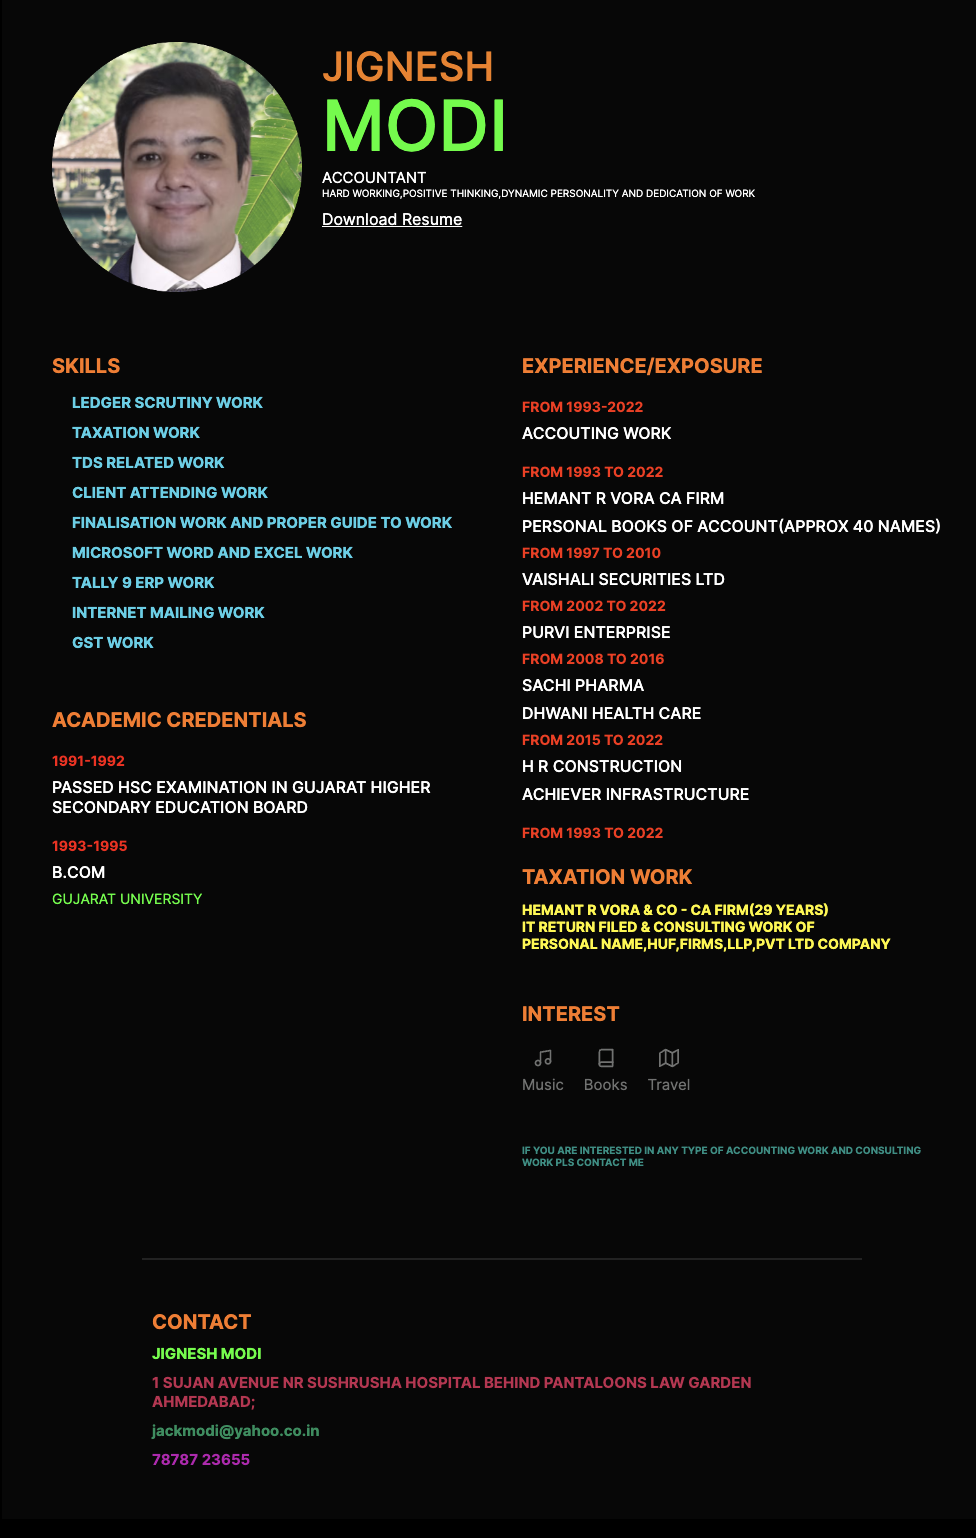 JIGNESH
MODI
ACCOUNTANT
HARD WORKING,POSITIVE THINKING,DYNAMIC PERSONALITY AND DEDICATION OF WORK
Download Resume
SKILLS
LEDGER SCRUTINY WORK
TAXATION WORK
TDS RELATED WORK
CLIENT ATTENDING WORK
FINALISATION WORK AND PROPER GUIDE TO WORK
MICROSOFT WORD AND EXCEL WORK
TALLY 9 ERP WORK
INTERNET MAILING WORK
GST WORK
ACADEMIC CREDENTIALS
1991-1992
PASSED HSC EXAMINATION IN GUJARAT HIGHER
SECONDARY EDUCATION BOARD
1993-1995
B.COM
GUJARAT UNIVERSITY
EXPERIENCE/EXPOSURE
FROM 1993-2022
ACCOUTING WORK
FROM 1993 TO 2022
HEMANT R VORA CA FIRM
PERSONAL BOOKS OF ACCOUNT(APPROX 40 NAMES)
FROM 1997 TO 2010
VAISHALI SECURITIES LTD
FROM 2002 TO 2022
PURVI ENTERPRISE
FROM 2008 TO 2016
SACHI PHARMA
DHWANI HEALTH CARE
FROM 2015 TO 2022
H R CONSTRUCTION
ACHIEVER INFRASTRUCTURE
FROM 1993 TO 2022
TAXATION WORK
HEMANT R VORA & CO - CA FIRM(29 YEARS)
IT RETURN FILED & CONSULTING WORK OF
PERSONAL NAME,HUF,FIRMS,LLP,PVT LTD COMPANY
INTEREST
Music Books Travel
IF YOU ARE INTERESTED IN ANY TYPE OF ACCOUNTING WORK AND CONSULTING
WORK PLS CONTACT ME
CONTACT
JIGNESH MODI
1 SUJAN AVENUE NR SUSHRUSHA HOSPITAL BEHIND PANTALOONS LAW GARDEN
AHMEDABAD;
jackmodi@yahoo.co.in
78787 23655